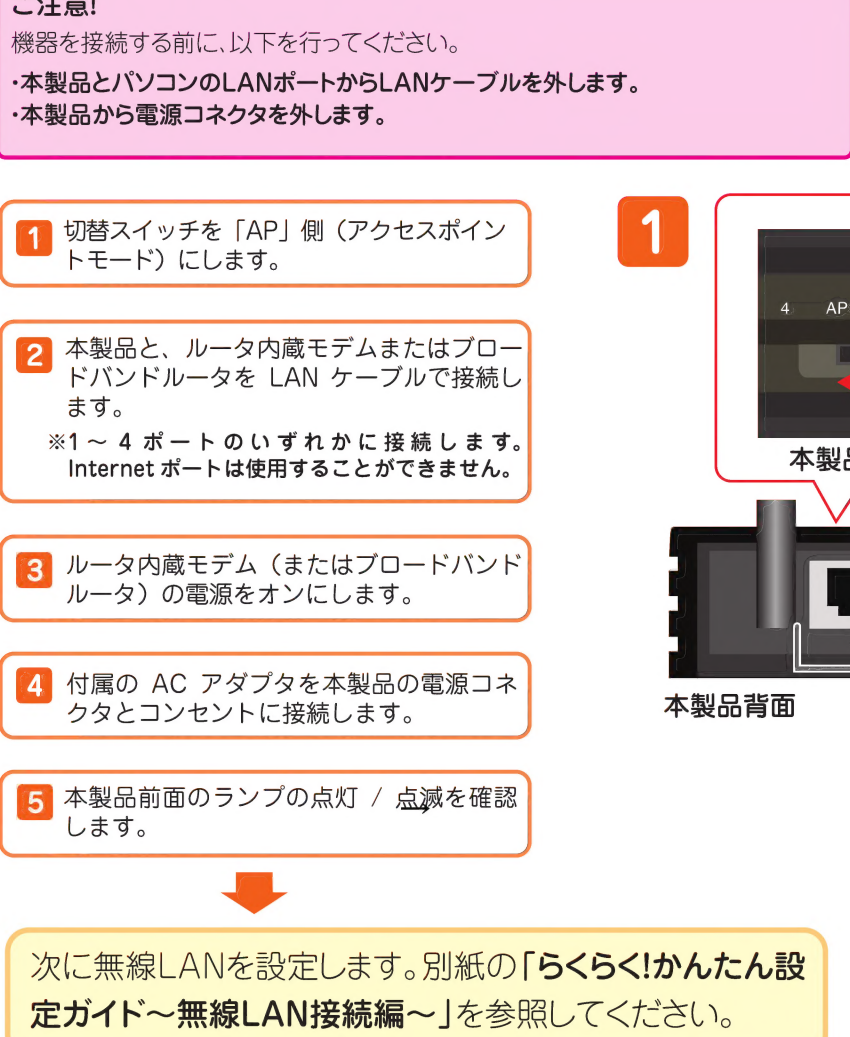 ご注意!
機器を接続する前に、以下を行ってください。
・本製品とパソコンのLANポートからLANケーブルを外します。
・本製品から電源コネクタを外します。
1 切替スイッチを「AP」側（アクセスポイン
トモード）にします。
2 本製品と、ルータ内蔵モデムまたはブロー
ドバンドルータを LAN ケーブルで接続し
ます。
※1～ 4 ポートのいずれかに接続します。
Internet ポートは使用することができません。
3 ルータ内蔵モデム（またはブロードバンド
ルータ）の電源をオンにします。
4 付属の AC アダプタを本製品の電源コネ
クタとコンセントに接続します。
5 本製品前面のランプの点灯 / 点滅を確認
します。
次に無線LANを設定します。別紙の「らくらく!かんたん設
定ガイド～無線LAN接続編～」を参照してください。
1
4 AP
本製品
本製品背面